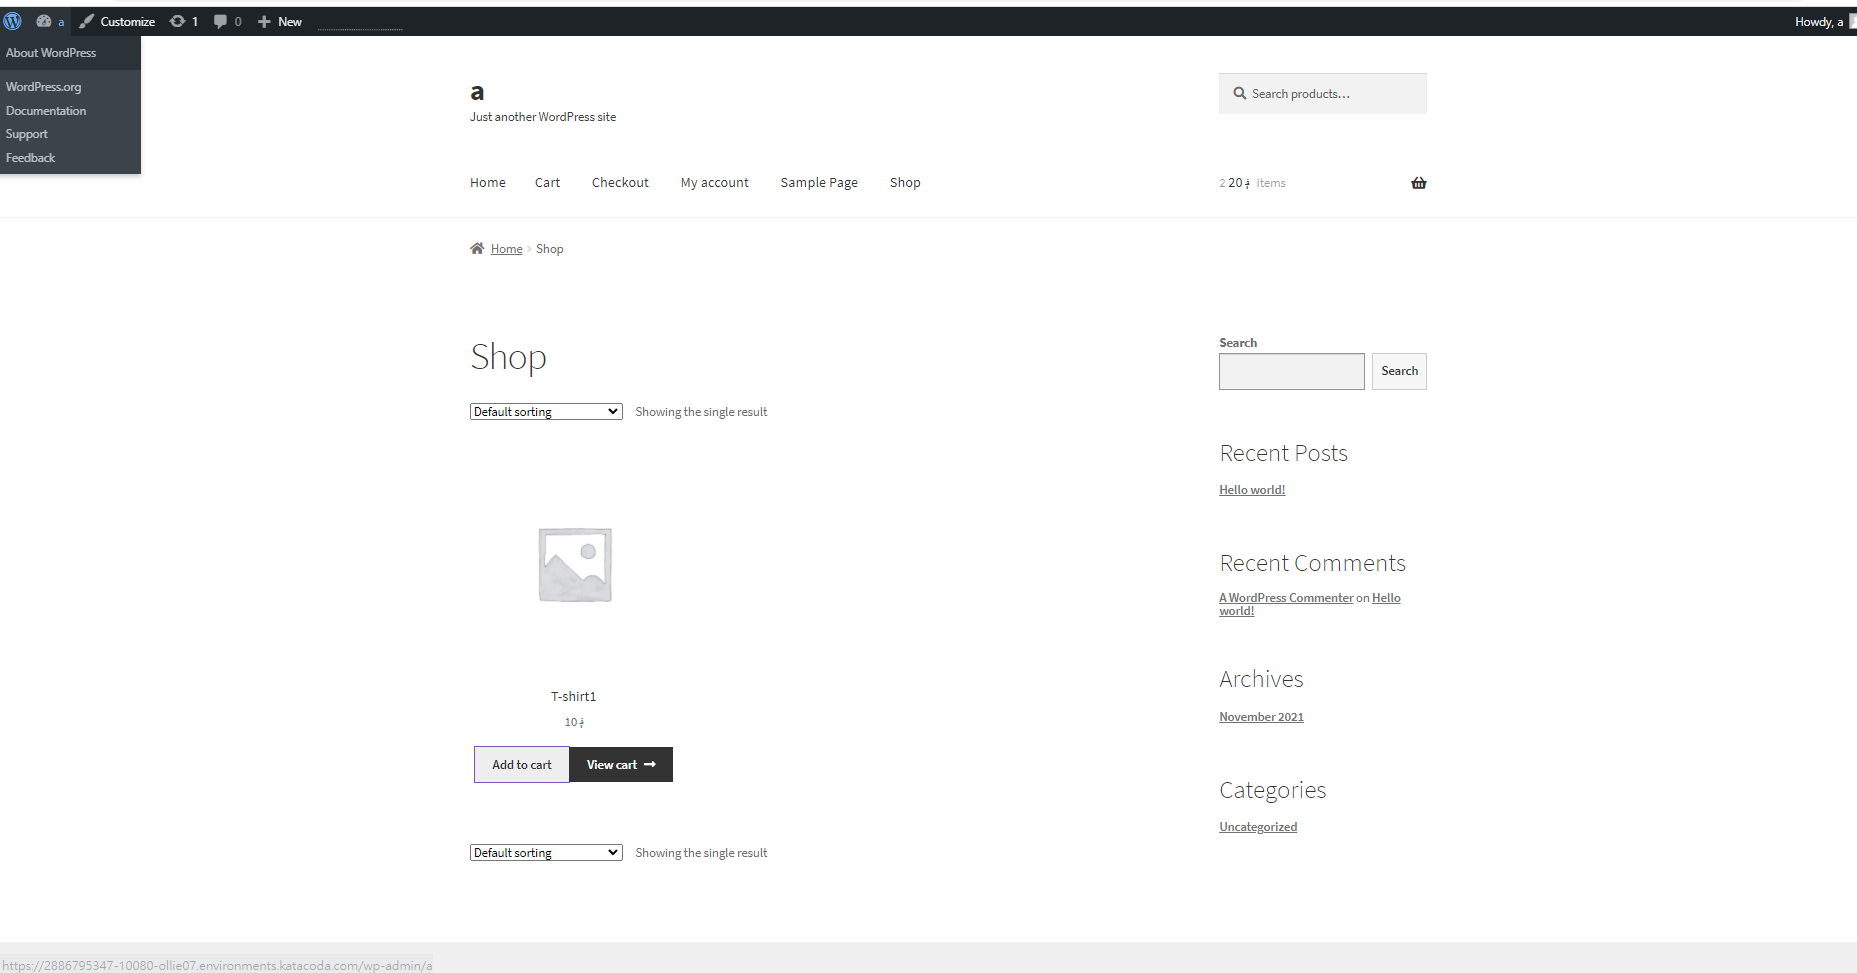 a Customize 1 0 New Howdy, a
About WordPress
WordPress.org
Documentation
Support
Feedback
a
Just another WordPress site
Search products…
Home Cart Checkout My account Sample Page Shop
2 20 items
Home Shop
Shop
Default sorting Showing the single result
T-shirt1
10
Add to cart View cart
Default sorting Showing the single result
Search
Search
Recent Posts
Hello world!
Recent Comments
A WordPress Commenter on Hello
world!
Archives
November 2021
Categories
Uncategorized
https://2886795347-10080-ollie07.environments.katacoda.com/wp-admin/a